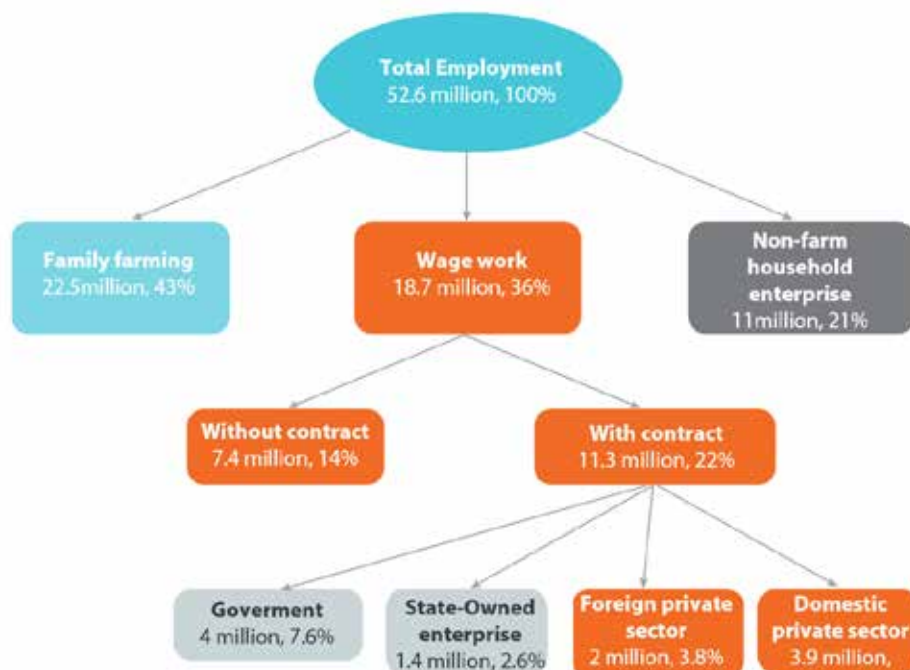 Total Employment
52.6 million, 100%
Family farming
22.5million, 43%
Wage work
18.7 million, 36%
Non-farm
household
enterprise
11million, 21%
Without contract
7.4 million, 14%
With contract
11.3 million, 22%
Goverment
4 million, 7.6%
State-Owned
enterprise
1.4 million, 2.6%
Foreign private
sector
2 million, 3.8%
Domestic
private sector
3.9 million,